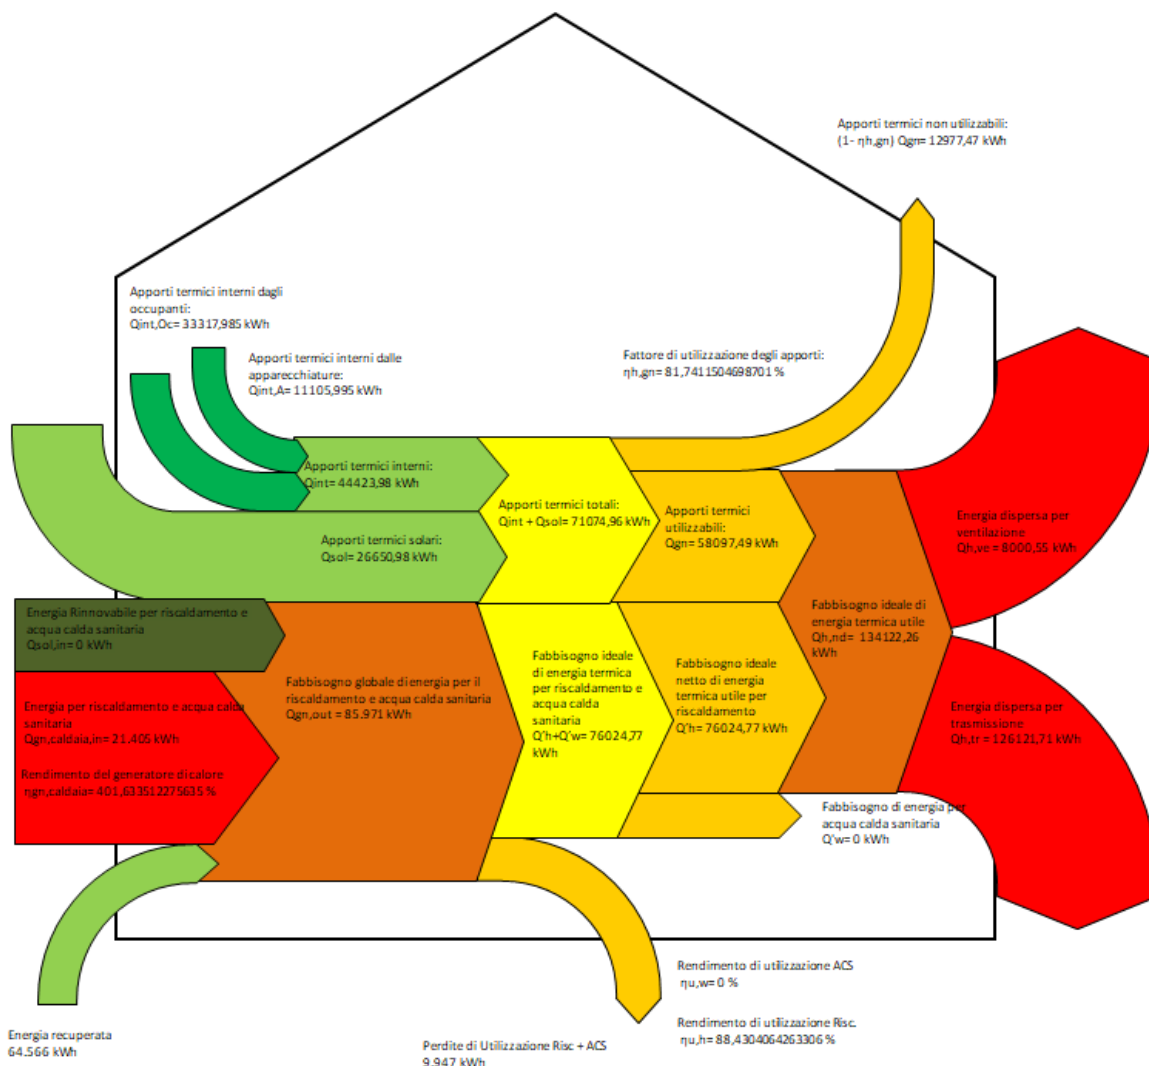 Apporti termici non utilizzabili:
(1- ηh,gn) Qgn= 12977,47 kWh
Apporti termici interni dagli
occupanti:
Qint,Oc= 33317,985 kWh
Apporti termici interni dalle
apparecchiature:
Qint,A= 11105,995 kWh
Fattore di utilizzazione degli apporti:
ηh,gn= 81,7411504698701 %
Apporti termici interni:
Qint= 44423,98 kWh
Apporti termici totali:
Qint + Qsol= 71074,96 kWh
Apporti termici
utilizzabili:
Qgn= 58097,49 kWh
Energia dispersa per
ventilazione
Qh,ve = 8000,55 kWh
Apporti termici solari:
Qsol= 26650,98 kWh
Energia Rinnovabile per riscaldamento e
acqua calda sanitaria
Qsol,in= 0 kWh
Fabbisogno ideale di
energia termica utile
Qh,nd= 134122,26
kWh
Fabbisogno globale di energia per il
riscaldamento e acqua calda sanitaria
Qgn,out = 85.971 kWh
Fabbisogno ideale
di energia termica
per riscaldamento e
acqua calda
sanitaria
Q'h+Q'w= 76024,77
kWh
Fabbisogno ideale
netto di energia
termica utile per
riscaldamento
Q'h= 76024,77 kWh
Energia per riscaldamento e acqua calda
sanitaria
Qgn,caldaia,in= 21.405 kWh
Energia dispersa per
trasmissione
Qh,tr = 126121,71 kWh
Rendimento del generatore di calore
ηgn,caldaia= 401,633512275635 %
Fabbisogno di energia per
acqua calda sanitaria
Q'w= 0 kWh
Rendimento di utilizzazione ACS
ηu,w= 0 %
Rendimento di utilizzazione Risc.
ηu,h= 88,4304064263306 %
Energia recuperata
64.566 kWh
Perdite di Utilizzazione Risc + ACS
9.947 kWh